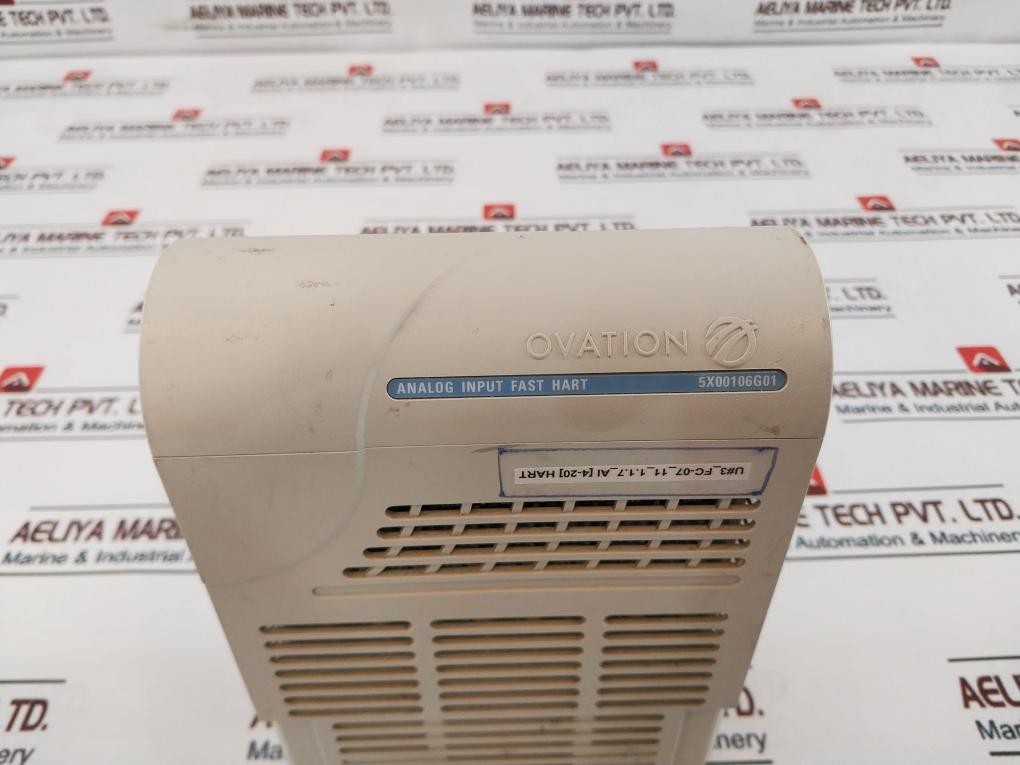 AELIYA MARINE TECH PVT. LTD.
Marine & Industrial Automation & Machinery
OVATION
ANALOG INPUT FAST HART 5X00106G01
U#3_FC-07_11_1.1.7_AI [4-20] HART